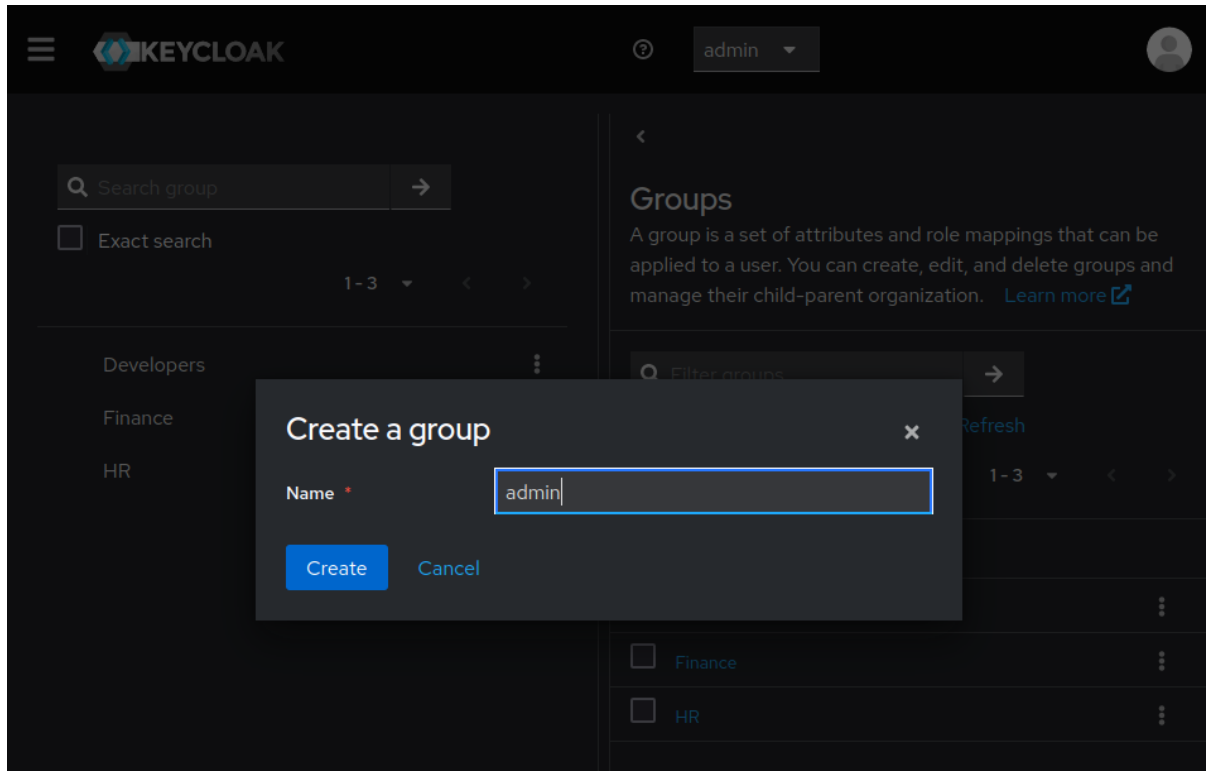 KEYCLOAK
admin
Search group
Exact search
1 - 3
Developers
Finance
HR
Groups
A group is a set of attributes and role mappings that can be
applied to a user. You can create, edit, and delete groups and
manage their child-parent organization. Learn more
Filter groups
Refresh
1 - 3
Create a group
Name *
admin
Create Cancel
Finance
HR